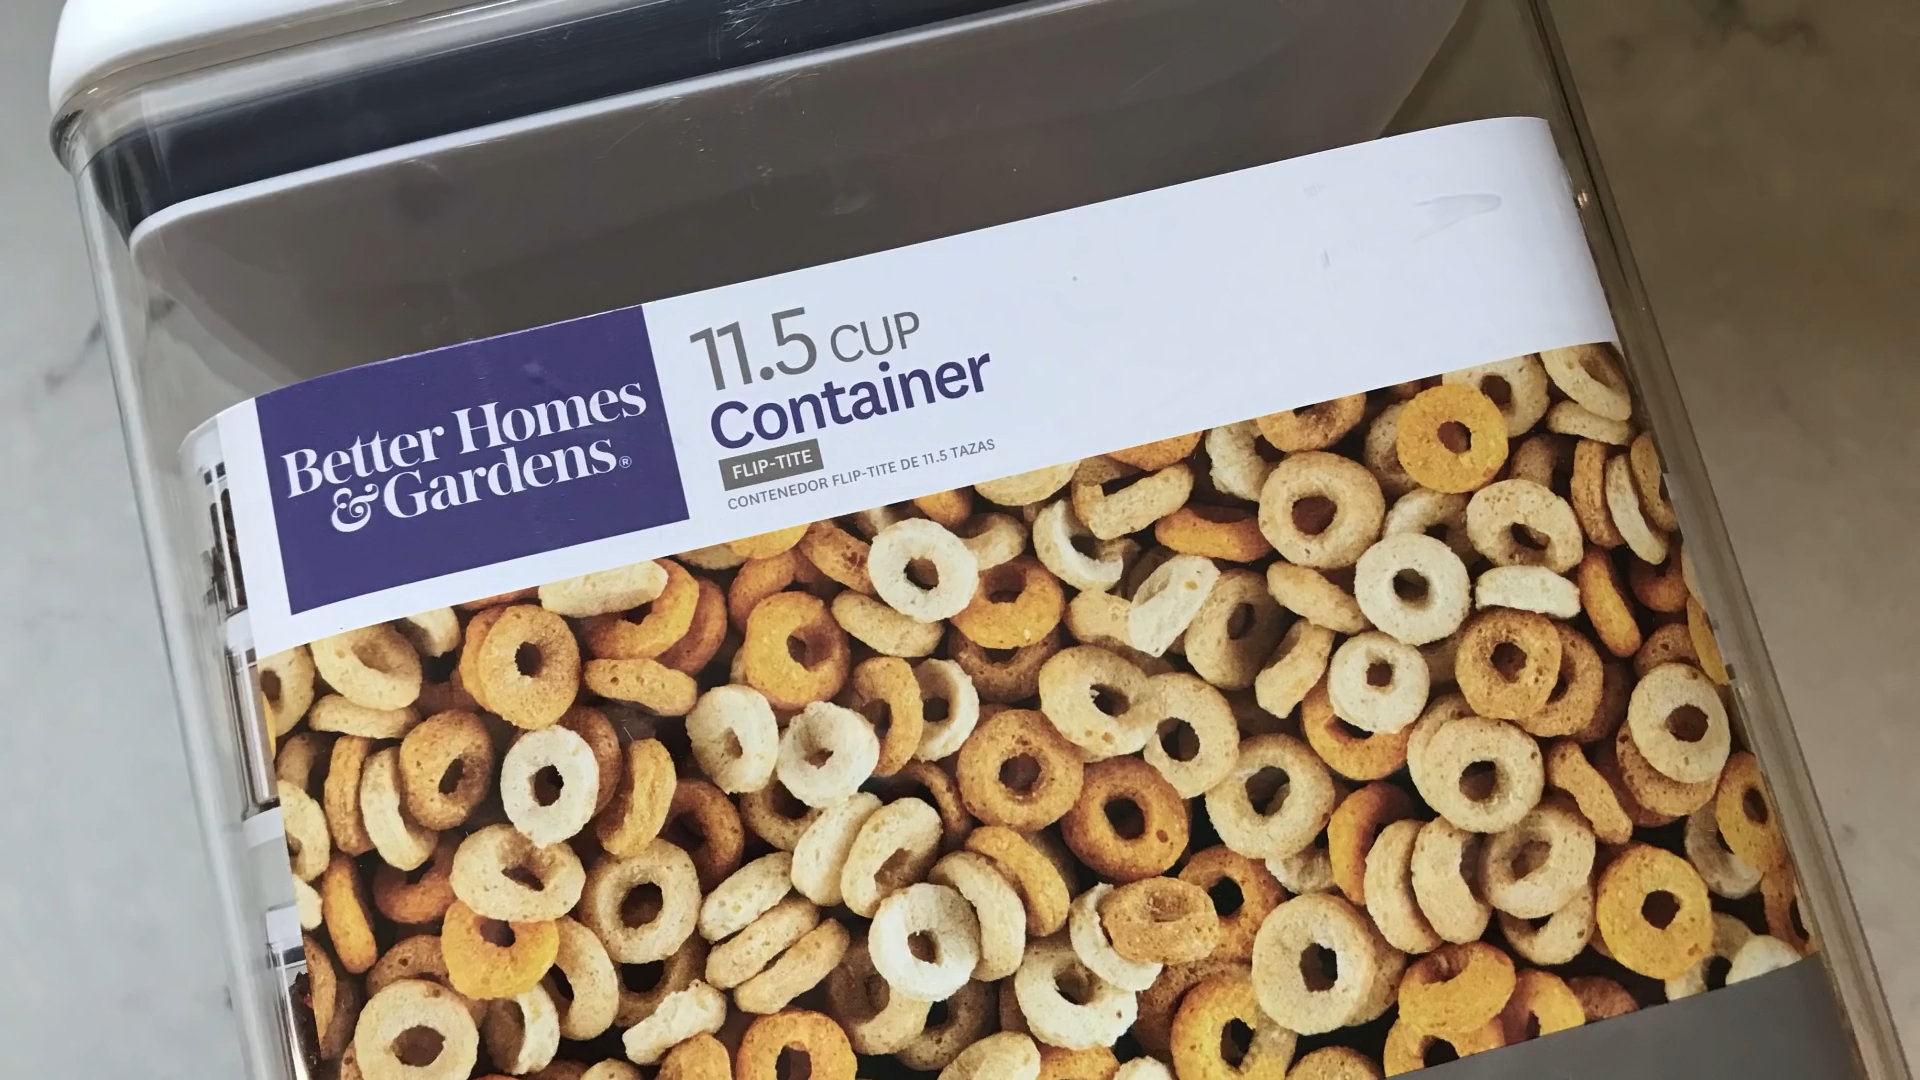 Better Homes
&Gardens®
11.5 CUP
Container
FLIP-TITE
CONTENEDOR FLIP-TITE DE 11.5 TAZAS